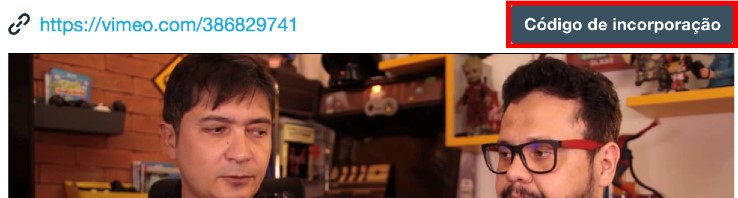 https://vimeo.com/386829741
Código de incorporação